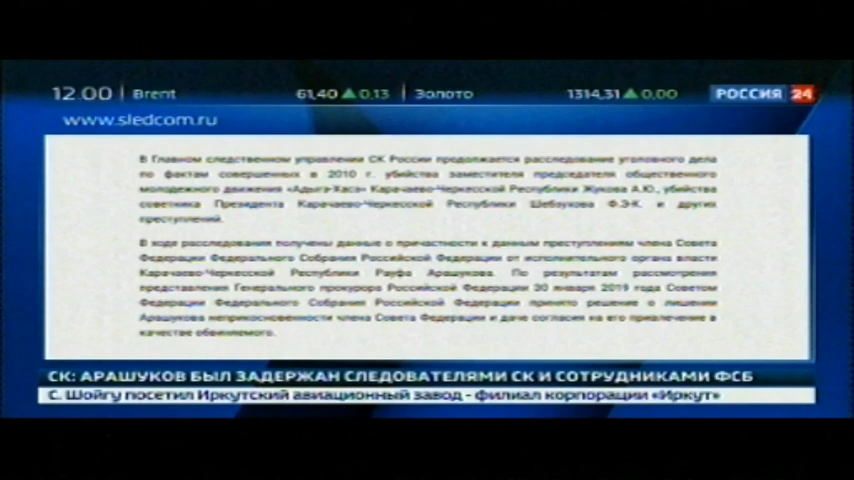 12.00 Brent 61,40 ▲ 0,13 Золото 1314,31 ▲ 0,00 РОССИЯ 24
www.sledcom.ru
В Главном следственном управлении СК России продолжается расследование уголовного дела
по фактам совершенных в 2010 г. убийства заместителя председателя общественного
молодежного движения «Адыгэ-Хасэ» Карачаево-Черкесской Республики Жукова А.Ю., убийства
советника Президента Карачаево-Черкесской Республики Шебзухова Ф.Э-К. и других
преступлений.
В ходе расследования получены данные о причастности к данным преступлениям члена Совета
Федерации Федерального Собрания Российской Федерации от исполнительного органа власти
Карачаево-Черкесской Республики Рауфа Арашукова. По результатам рассмотрения
представления Генерального прокурора Российской Федерации 30 января 2019 года Советом
Федерации Федерального Собрания Российской Федерации принято решение о лишении
Арашукова неприкосновенности члена Совета Федерации и даче согласия на его привлечение в
качестве обвиняемого.
СК: АРАШУКОВ БЫЛ ЗАДЕРЖАН СЛЕДОВАТЕЛЯМИ СК И СОТРУДНИКАМИ ФСБ
С. Шойгу посетил Иркутский авиационный завод - филиал корпорации «Иркут»